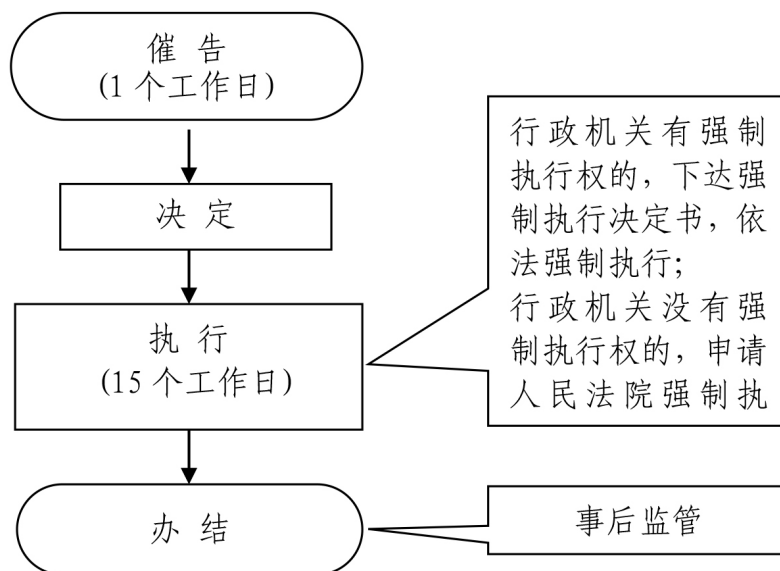 催 告
(1 个工作日)
决 定
执 行
(15 个工作日)
行政机关有强制
执行权的，下达强
制执行决定书，依
法强制执行；
行政机关没有强
制执行权的，申请
人民法院强制执
办 结
事后监管